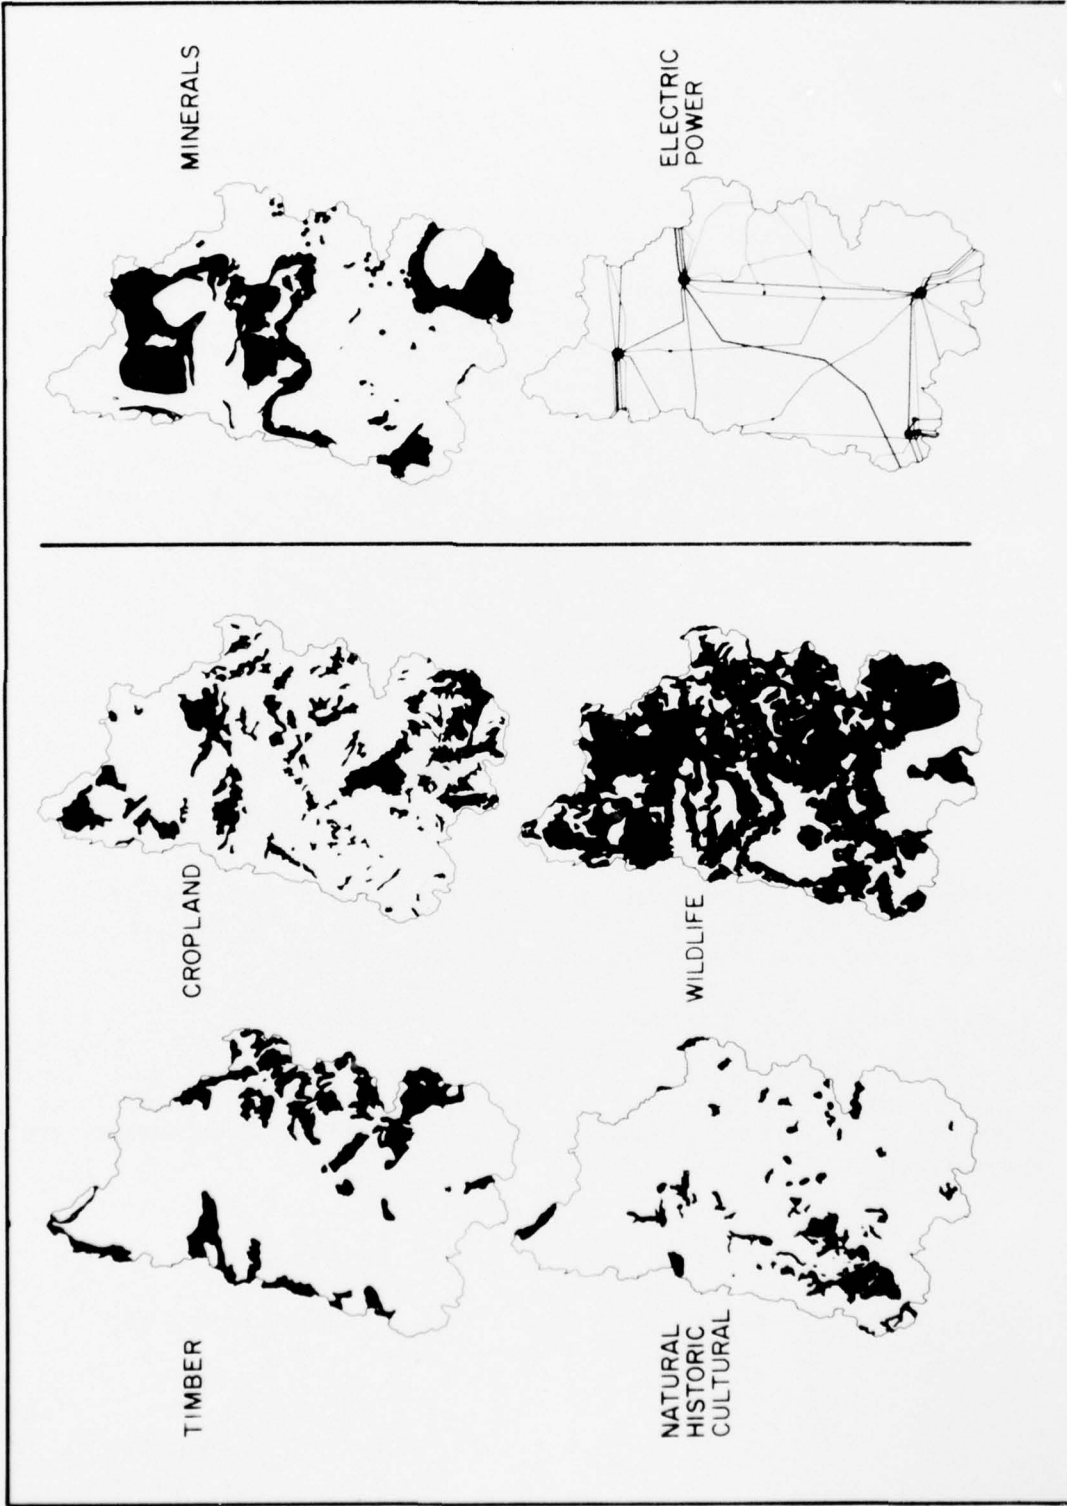 TIMBER
CROPLAND
MINERALS
NATURAL
HISTORIC
CULTURAL
WILDLIFE
ELECTRIC
POWER